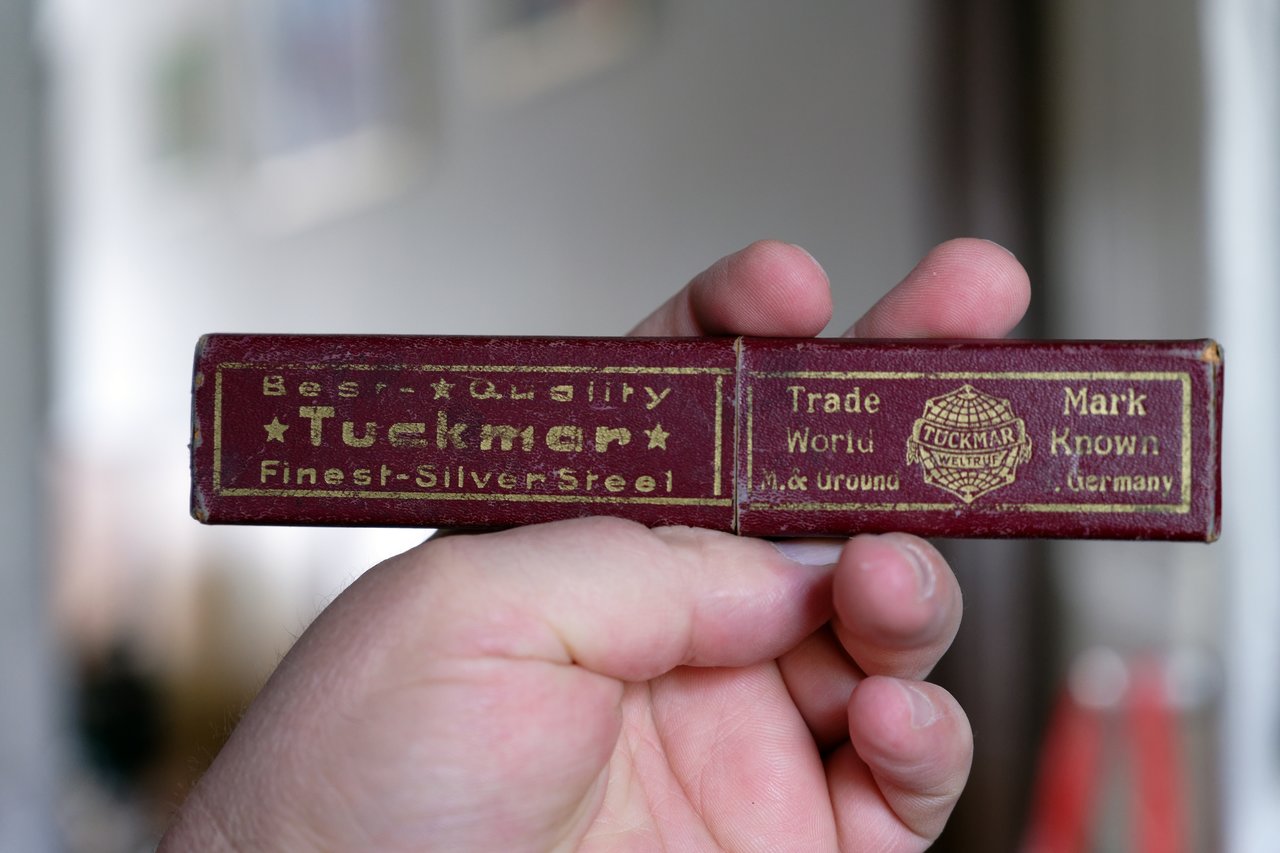 Best-★Quality
★Tuckmar★
Finest-Silver Steel
Trade Mark
World Known
M.& Ground . Germany
TUCKMAR
WELTRUF